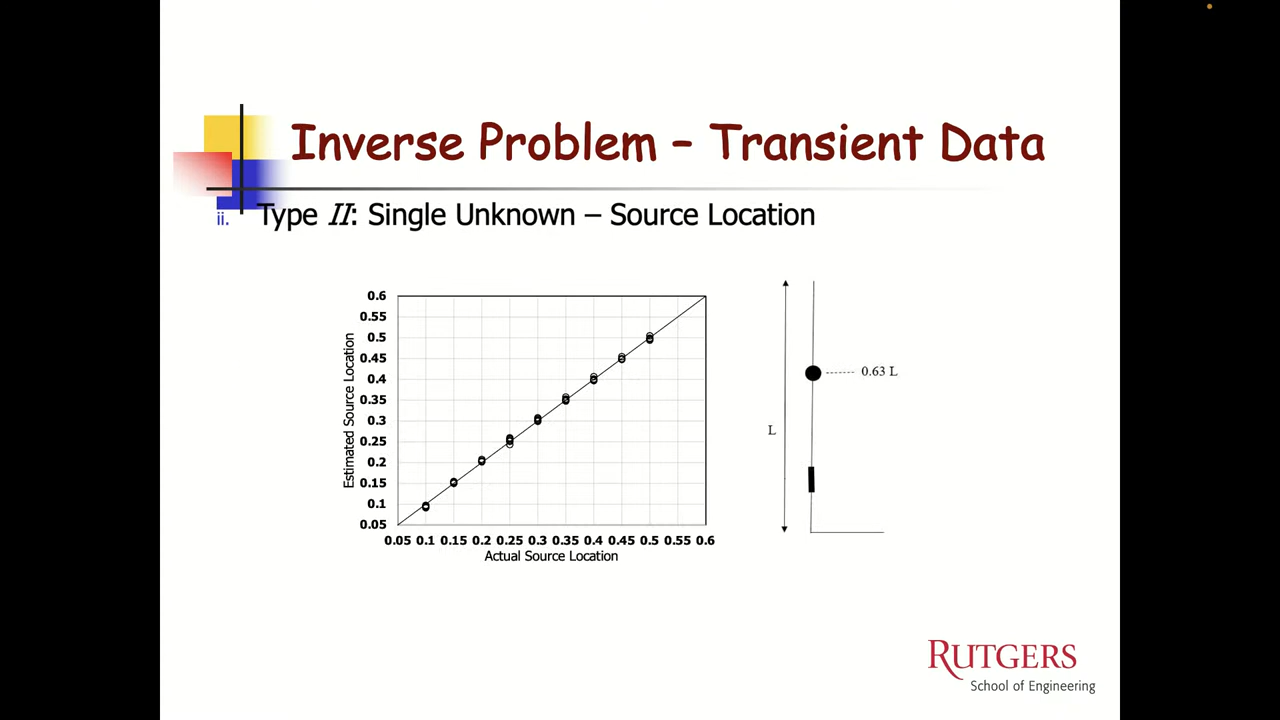 Inverse Problem – Transient Data
ii. Type II: Single Unknown – Source Location
Estimated Source Location
0.6
0.55
0.5
0.45
0.4
0.35
0.3
0.25
0.2
0.15
0.1
0.05
0.05 0.1 0.15 0.2 0.25 0.3 0.35 0.4 0.45 0.5 0.55 0.6
Actual Source Location
0.63 L
L
RUTGERS
School of Engineering